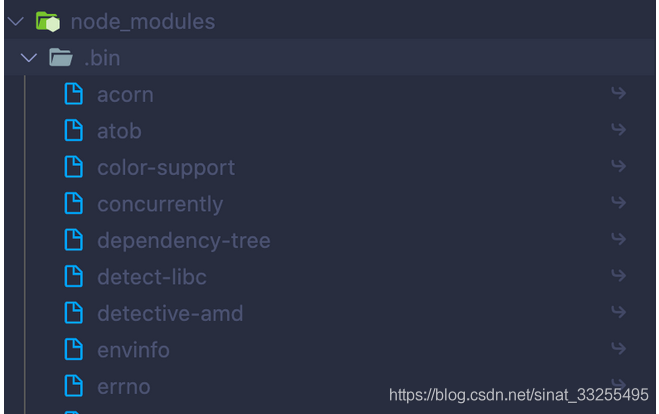 node_modules
.bin
acorn
atob
color-support
concurrently
dependency-tree
detect-libc
detective-amd
envinfo
errno
https://blog.csdn.net/sinat_33255495